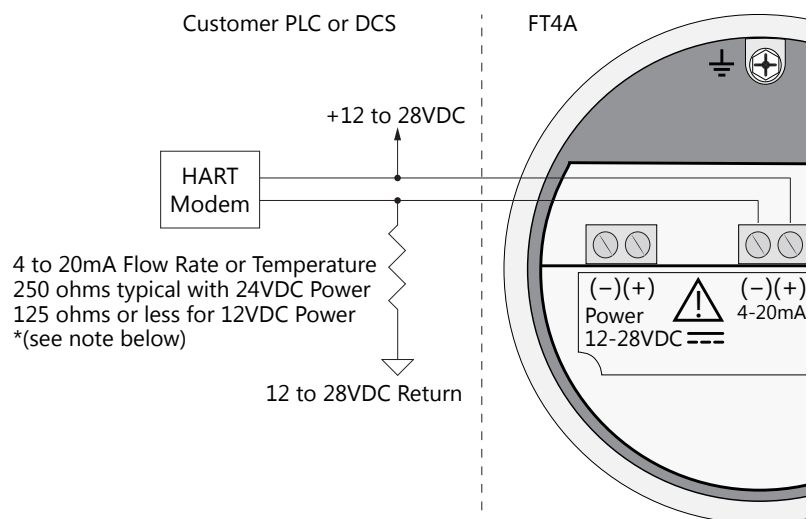 Customer PLC or DCS
FT4A
+12 to 28VDC
HART
Modem
4 to 20mA Flow Rate or Temperature
250 ohms typical with 24VDC Power
125 ohms or less for 12VDC Power
*(see note below)
12 to 28VDC Return
(−)(+)
Power
12-28VDC
(−)(+)
4-20mA